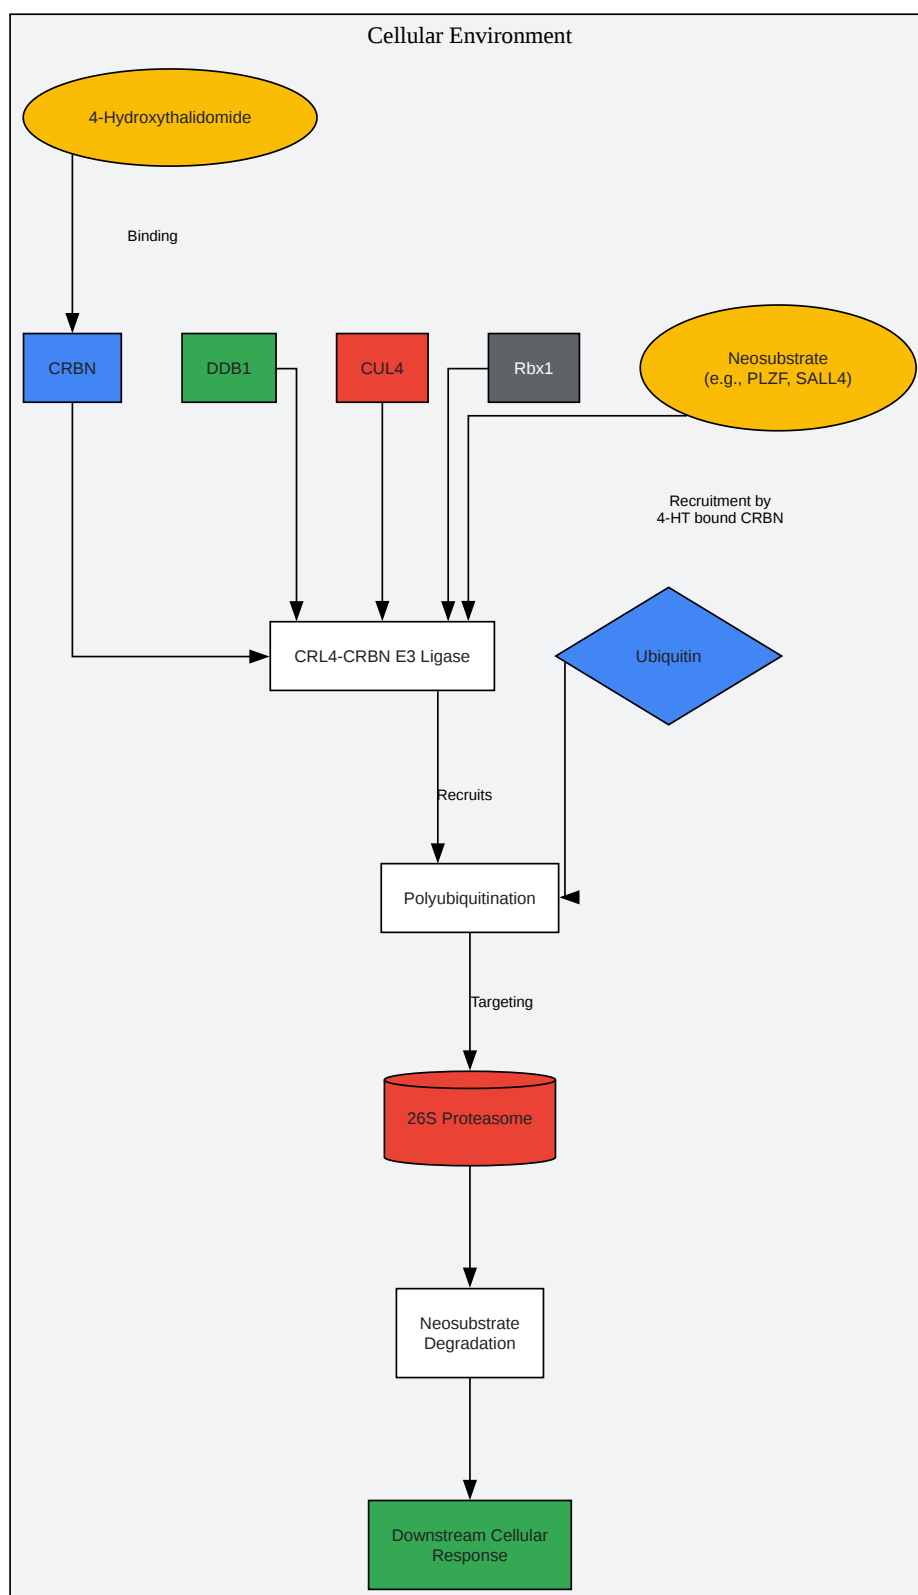 Cellular Environment
4-Hydroxythalidomide
Binding
CRBN
DDB1
CUL4
Rbx1
Neosubstrate
(e.g., PLZF, SALL4)
Recruitment by
4-HT bound CRBN
CRL4-CRBN E3 Ligase
Ubiquitin
Recruits
Polyubiquitination
Targeting
26S Proteasome
Neosubstrate
Degradation
Downstream Cellular
Response